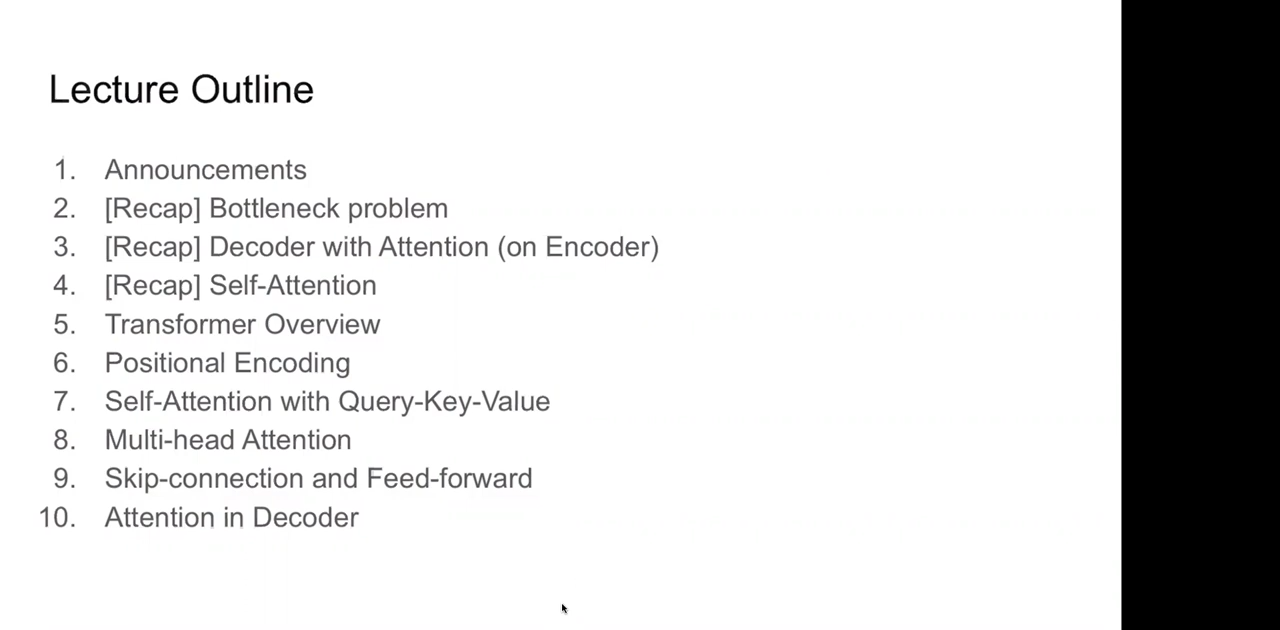 Lecture Outline
1. Announcements
2. [Recap] Bottleneck problem
3. [Recap] Decoder with Attention (on Encoder)
4. [Recap] Self-Attention
5. Transformer Overview
6. Positional Encoding
7. Self-Attention with Query-Key-Value
8. Multi-head Attention
9. Skip-connection and Feed-forward
10. Attention in Decoder